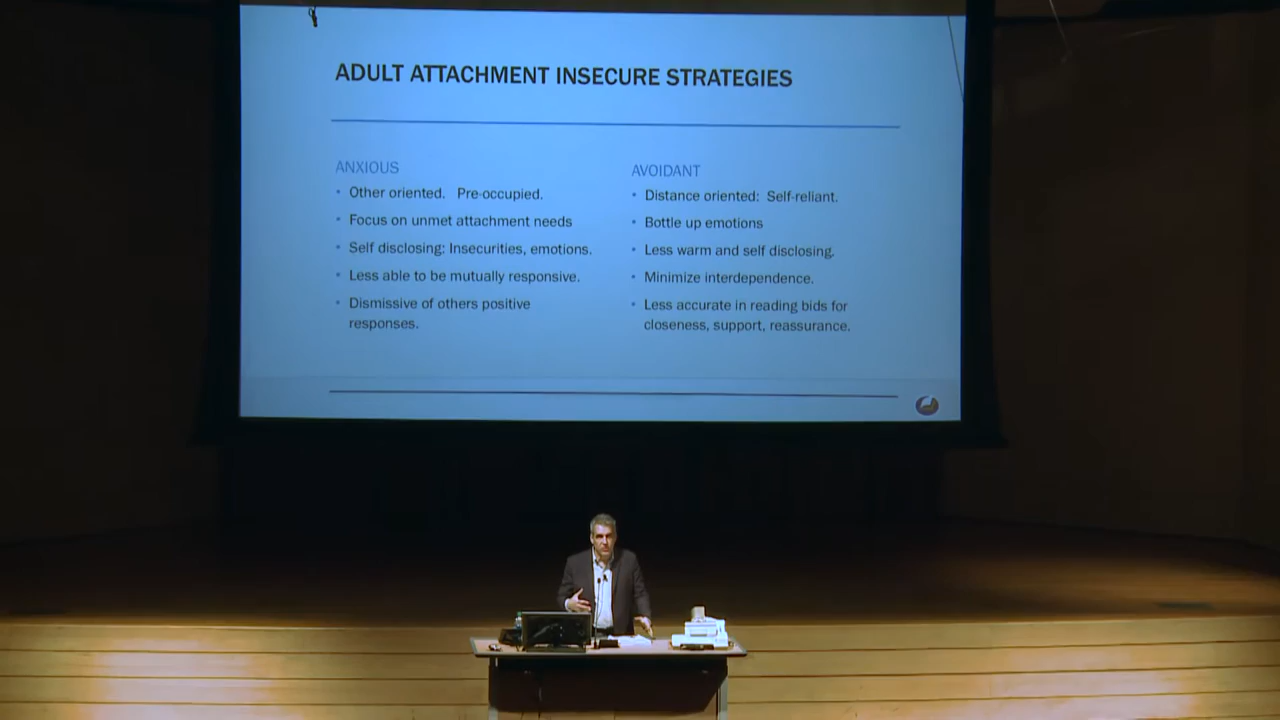 ADULT ATTACHMENT INSECURE STRATEGIES
ANXIOUS
• Other oriented. Pre-occupied.
• Focus on unmet attachment needs
• Self disclosing: Insecurities, emotions.
• Less able to be mutually responsive.
• Dismissive of others positive
responses.
AVOIDANT
• Distance oriented: Self-reliant.
• Bottle up emotions
• Less warm and self disclosing.
• Minimize interdependence.
• Less accurate in reading bids for
closeness, support, reassurance.